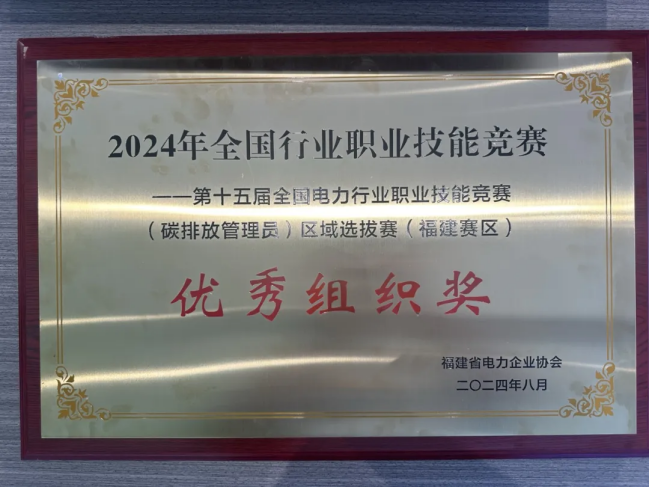 2024年全国行业职业技能竞赛
——第十五届全国电力行业职业技能竞赛
（碳排放管理员）区域选拔赛（福建赛区）
优秀组织奖
福建省电力企业协会
二〇二四年八月